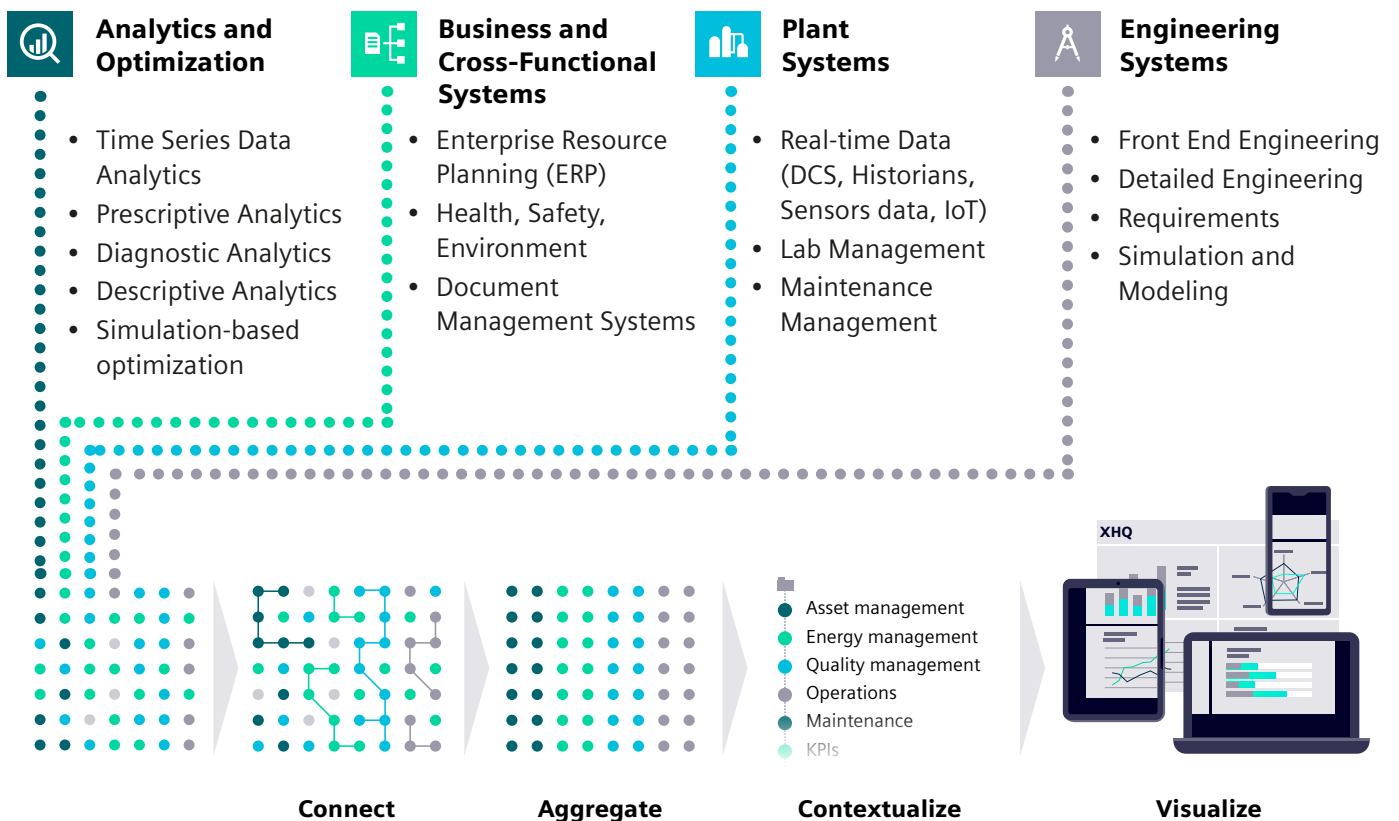 Analytics and
Optimization
• Time Series Data
Analytics
• Prescriptive Analytics
• Diagnostic Analytics
• Descriptive Analytics
• Simulation-based
optimization
Business and
Cross-Functional
Systems
• Enterprise Resource
Planning (ERP)
• Health, Safety,
Environment
• Document
Management Systems
Plant
Systems
• Real-time Data
(DCS, Historians,
Sensors data, IoT)
• Lab Management
• Maintenance
Management
Engineering
Systems
• Front End Engineering
• Detailed Engineering
• Requirements
• Simulation and
Modeling
Asset management
Energy management
Quality management
Operations
Maintenance
KPIs
XHQ
Connect
Aggregate
Contextualize
Visualize